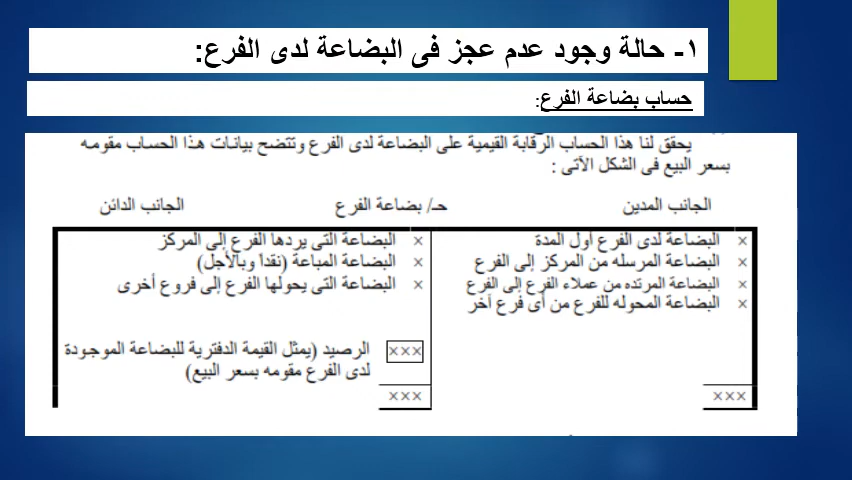 ١- حالة وجود عدم عجز فى البضاعة لدى الفرع:
حساب بضاعة الفرع:
يحقق لنا هذا الحساب الرقابة القيمية على البضاعة لدى الفرع وتتضح بيانات هذا الحساب مقومه
بسعر البيع فى الشكل الآتى :
الجانب المدين حـ/ بضاعة الفرع الجانب الدائن
× البضاعة لدى الفرع أول المدة × البضاعة التى يردها الفرع إلى المركز
× البضاعة المرسله من المركز إلى الفرع × البضاعة المباعة (نقداً وبالأجل)
× البضاعة المرتده من عملاء الفرع إلى الفرع × البضاعة التى يحولها الفرع إلى فروع أخرى
× البضاعة المحوله للفرع من أى فرع آخر
××× الرصيد (يمثل القيمة الدفترية للبضاعة الموجودة
لدى الفرع مقومه بسعر البيع)
××× ×××